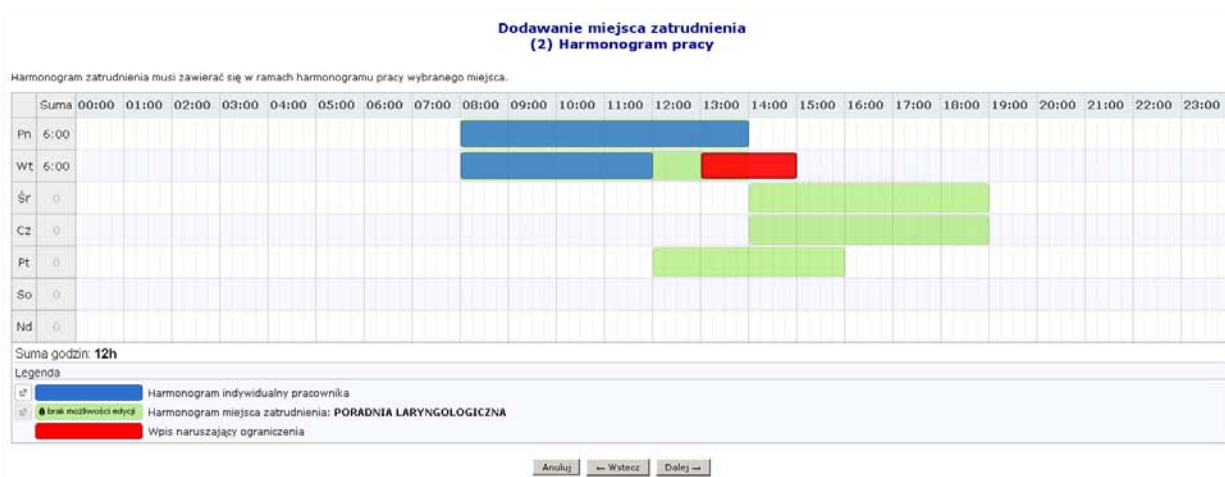 Dodawanie miejsca zatrudnienia
(2) Harmonogram pracy
Harmonogram zatrudnienia musi zawierać się w ramach harmonogramu pracy wybranego miejsca.
Suma 00:00 01:00 02:00 03:00 04:00 05:00 06:00 07:00 08:00 09:00 10:00 11:00 12:00 13:00 14:00 15:00 16:00 17:00 18:00 19:00 20:00 21:00 22:00 23:00
Pn 6:00
Wt 6:00
Śr 0
Cz 0
Pt 0
So 0
Nd 0
Suma godzin: 12h
Legenda
Harmonogram indywidualny pracownika
brak możliwości edycji Harmonogram miejsca zatrudnienia: PORADNIA LARYNGOLOGICZNA
Wpis naruszający ograniczenia
Anuluj ← Wstecz Dalej →